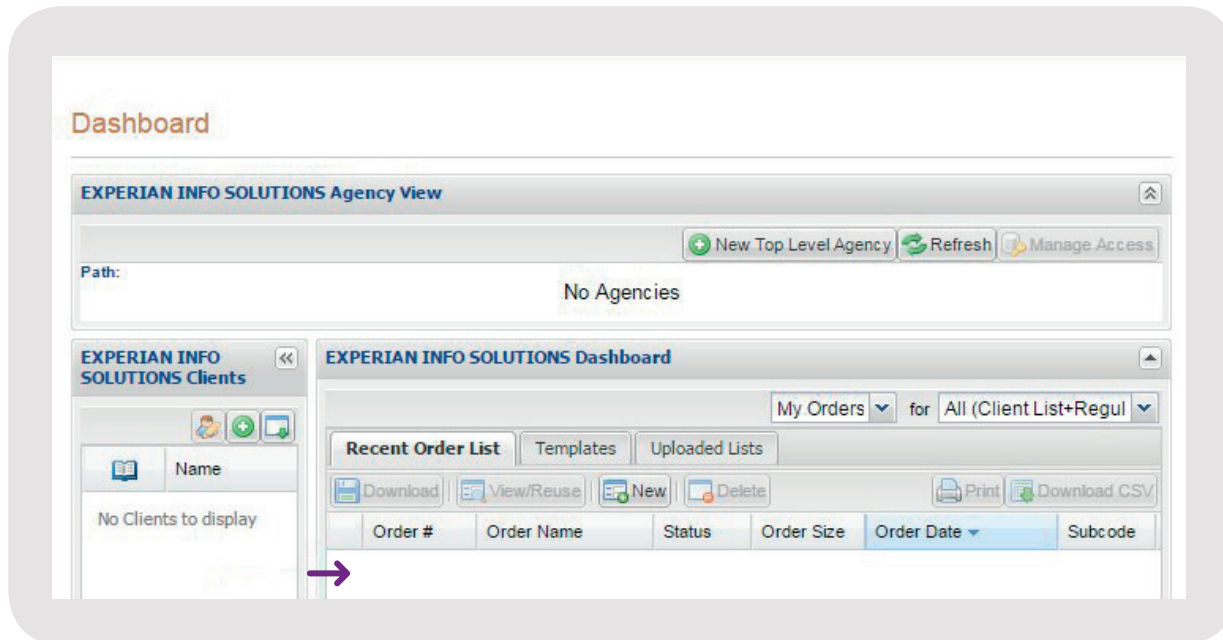 Dashboard
EXPERIAN INFO SOLUTIONS Agency View
New Top Level Agency Refresh Manage Access
Path:
No Agencies
EXPERIAN INFO
SOLUTIONS Clients
Name
No Clients to display
EXPERIAN INFO SOLUTIONS Dashboard
My Orders for All (Client List+Regul
Recent Order List Templates Uploaded Lists
Download View/Reuse New Delete Print Download CSV
Order # Order Name Status Order Size Order Date Subcode